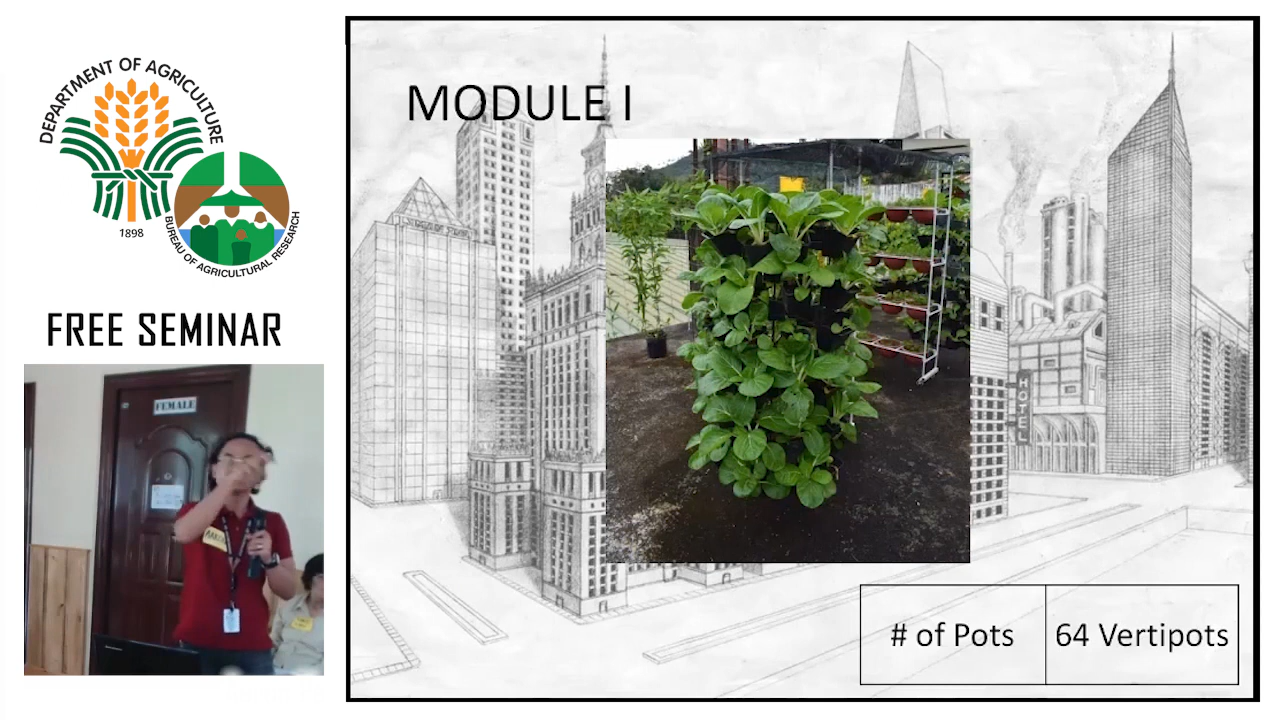 DEPARTMENT OF AGRICULTURE
1898
BUREAU OF AGRICULTURAL RESEARCH
FREE SEMINAR
FEMALE
MODULE I
HOTEL
# of Pots
64 Vertipots